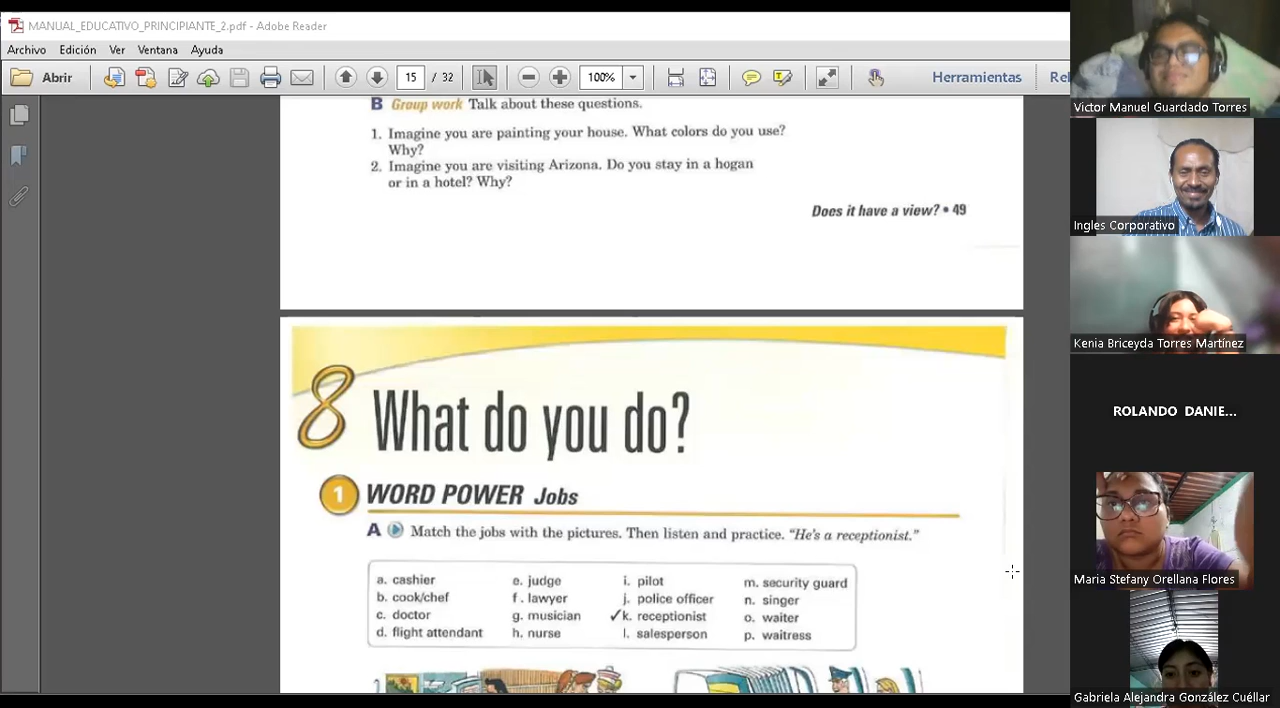 MANUAL_EDUCATIVO_PRINCIPIANTE_2.pdf - Adobe Reader
Archivo Edición Ver Ventana Ayuda
Abrir 15 / 32 100% Herramientas
B Group work Talk about these questions.
1. Imagine you are painting your house. What colors do you use?
Why?
2. Imagine you are visiting Arizona. Do you stay in a hogan
or in a hotel? Why?
Does it have a view? • 49
8 What do you do?
1 WORD POWER Jobs
A Match the jobs with the pictures. Then listen and practice. "He's a receptionist."
a. cashier e. judge i. pilot m. security guard
b. cook/chef f. lawyer j. police officer n. singer
c. doctor g. musician ✓k. receptionist o. waiter
d. flight attendant h. nurse l. salesperson p. waitress
1
Victor Manuel Guardado Torres
Ingles Corporativo
Kenia Briceyda Torres Martínez
ROLANDO DANIE...
Maria Stefany Orellana Flores
Gabriela Alejandra González Cuéllar